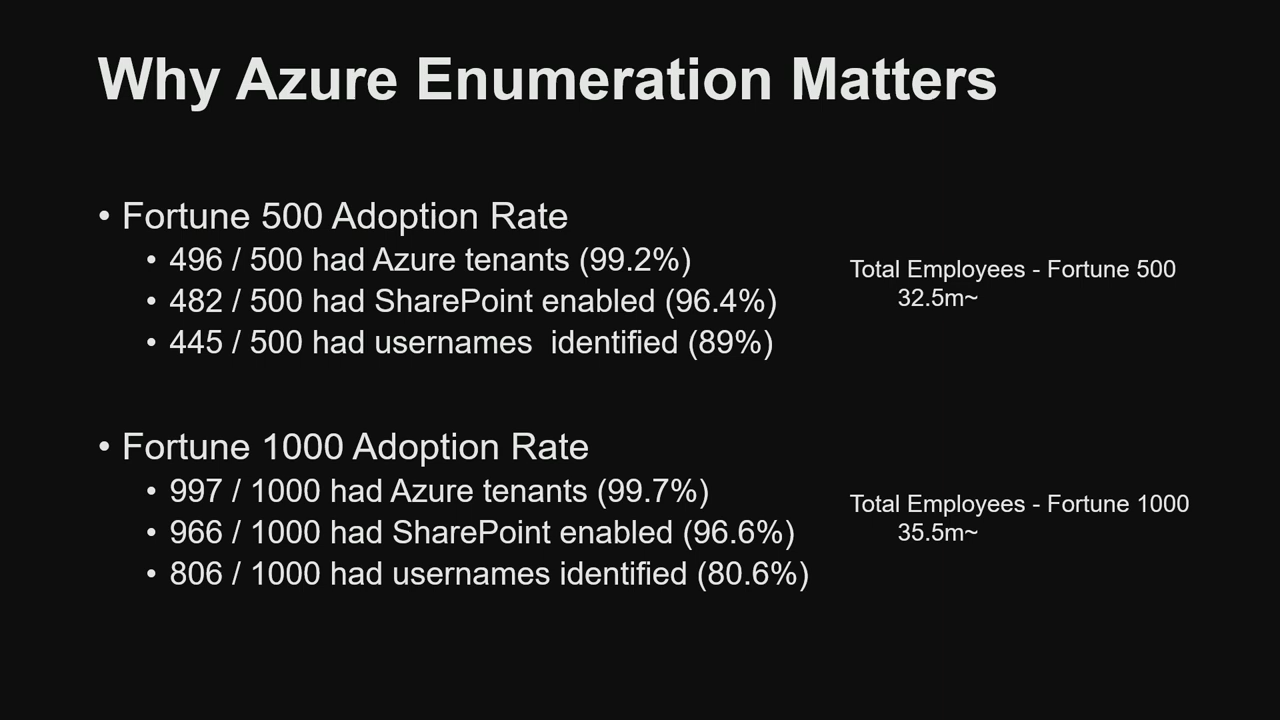 Why Azure Enumeration Matters
• Fortune 500 Adoption Rate
• 496 / 500 had Azure tenants (99.2%)
• 482 / 500 had SharePoint enabled (96.4%)
• 445 / 500 had usernames  identified (89%)
Total Employees - Fortune 500
32.5m~
• Fortune 1000 Adoption Rate
• 997 / 1000 had Azure tenants (99.7%)
• 966 / 1000 had SharePoint enabled (96.6%)
• 806 / 1000 had usernames identified (80.6%)
Total Employees - Fortune 1000
35.5m~